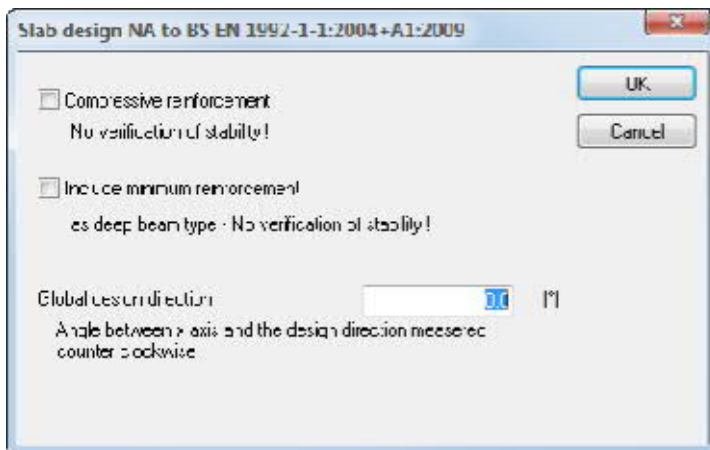 Slab design NA to BS EN 1992-1-1:2004+A1:2009
Compressive reinforcement
OK
No verification of stability!
Cancel
Include minimum reinforcement
as deep beam type - No verification of stability!
Global design direction 0.0 [°]
Angle between x axis and the design direction measered
counter clockwise